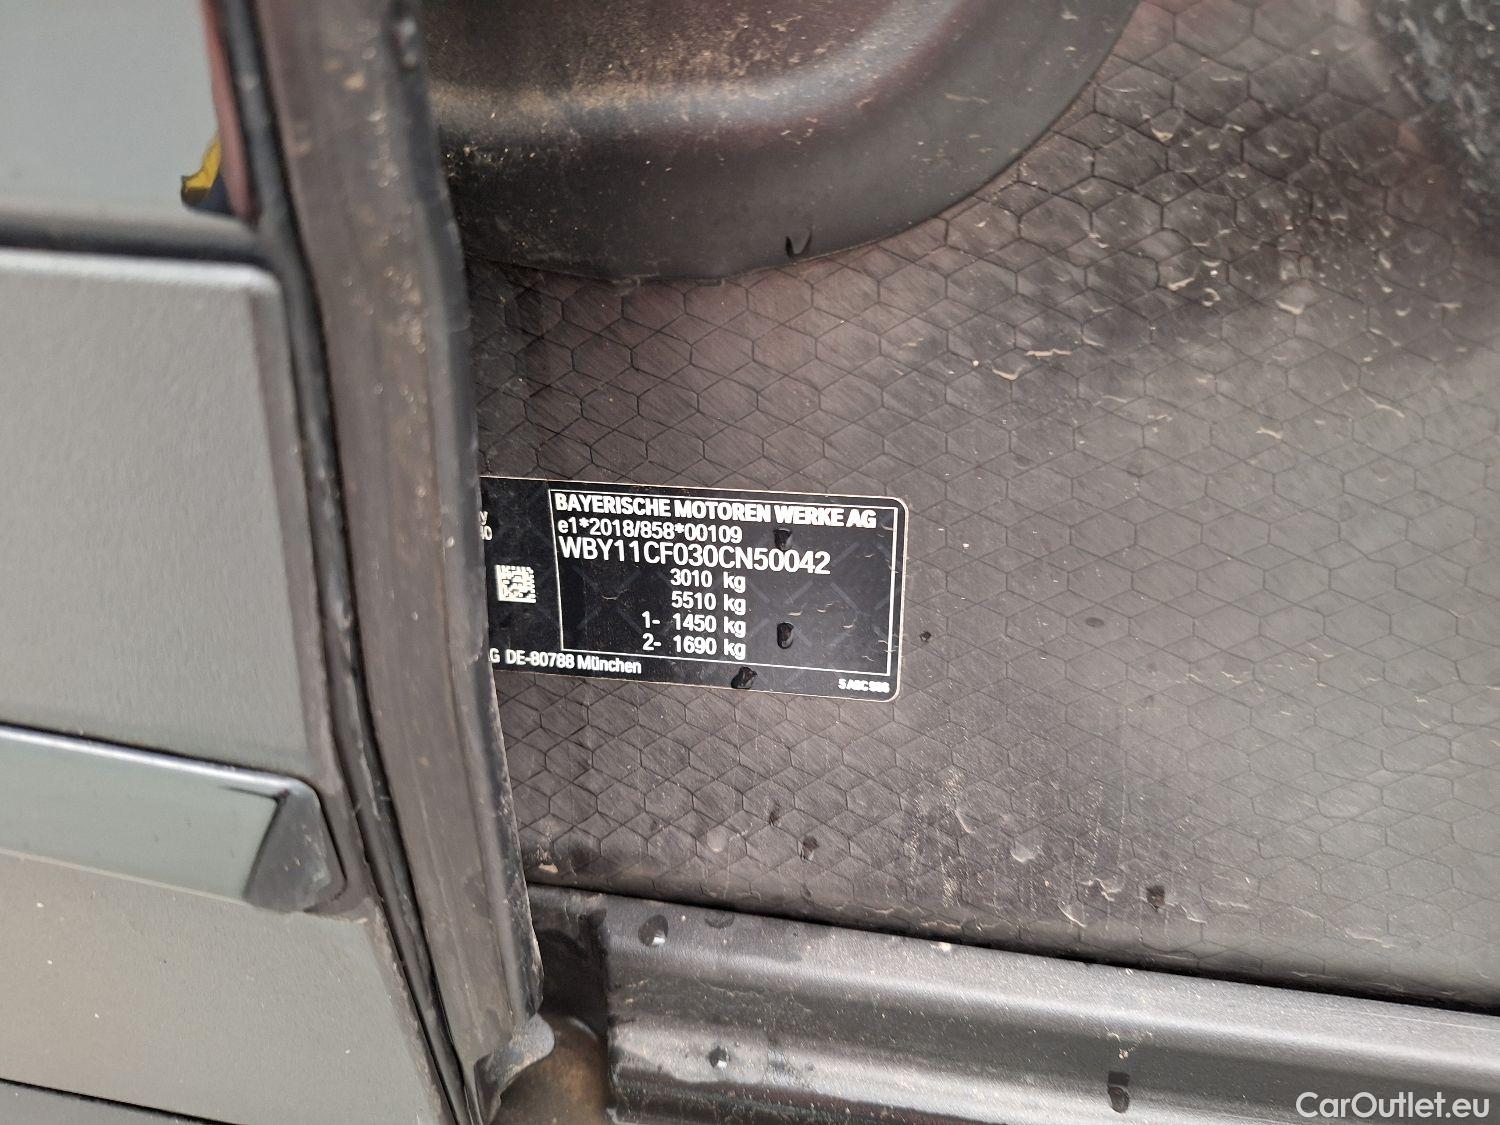 BAYERISCHE MOTOREN WERKE AG
e1*2018/858*00109
WBY11CF030CN50042
3010 kg
5510 kg
1- 1450 kg
2- 1690 kg
DE-80788 München
CarOutlet.eu